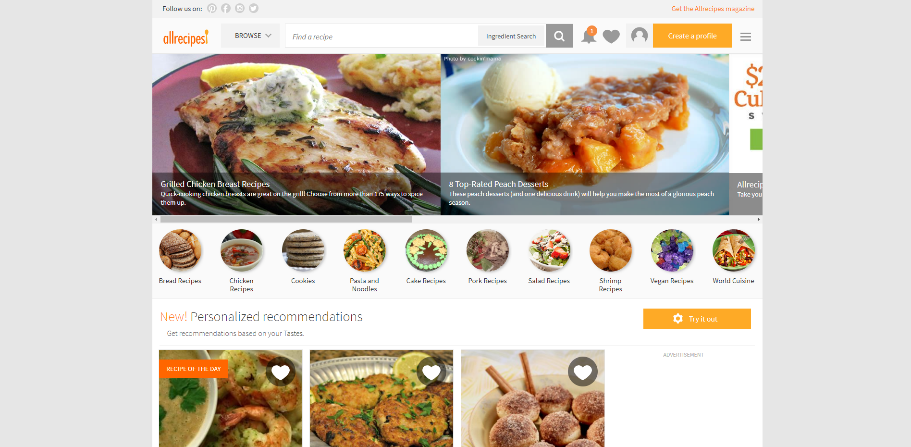 Follow us on:
Get the Allrecipes magazine
allrecipes
BROWSE
Find a recipe
Ingredient Search
1
Create a profile
Photo by
Grilled Chicken Breast Recipes
Quick-cooking chicken breasts are great on the grill! Choose from more than 175 ways to spice
them up.
8 Top-Rated Peach Desserts
These peach desserts (and one delicious drink) will help you make the most of a glorious peach
season.
$2
Cul
S
Allrecip
Take you
Bread Recipes
Chicken
Recipes
Cookies
Pasta and
Noodles
Cake Recipes
Pork Recipes
Salad Recipes
Shrimp
Recipes
Vegan Recipes
World Cuisine
New! Personalized recommendations
Get recommendations based on your Tastes.
Try it out
ADVERTISEMENT
RECIPE OF THE DAY